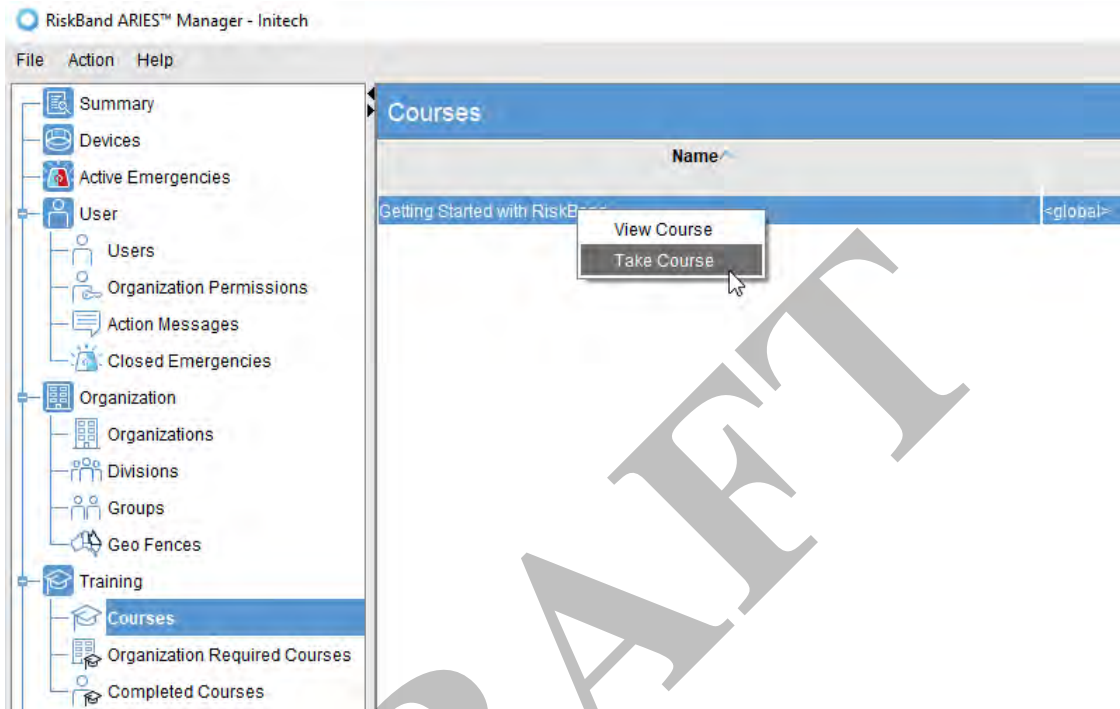 RiskBand ARIES™ Manager - Initech
File Action Help
Summary
Devices
Active Emergencies
User
Users
Organization Permissions
Action Messages
Closed Emergencies
Organization
Organizations
Divisions
Groups
Geo Fences
Training
Courses
Organization Required Courses
Completed Courses
Courses
Name
Getting Started with RiskBand <global>
View Course
Take Course
RAFT